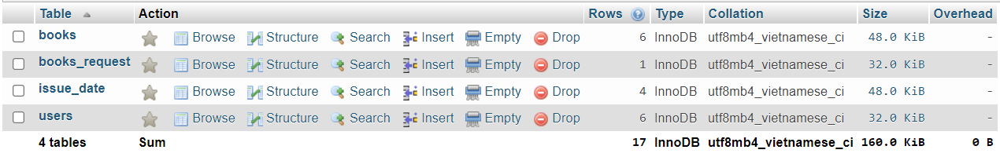 Table Action Rows Type Collation Size Overhead
books Browse Structure Search Insert Empty Drop 6 InnoDB utf8mb4_vietnamese_ci 48.0 KiB -
books_request Browse Structure Search Insert Empty Drop 1 InnoDB utf8mb4_vietnamese_ci 32.0 KiB -
issue_date Browse Structure Search Insert Empty Drop 4 InnoDB utf8mb4_vietnamese_ci 48.0 KiB -
users Browse Structure Search Insert Empty Drop 6 InnoDB utf8mb4_vietnamese_ci 32.0 KiB -
4 tables Sum 17 InnoDB utf8mb4_vietnamese_ci 160.0 KiB 0 B